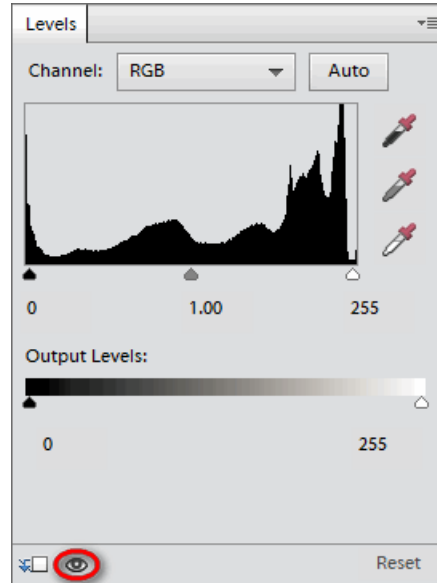 Levels
Channel: RGB Auto
0 1.00 255
Output Levels:
0 255
Reset